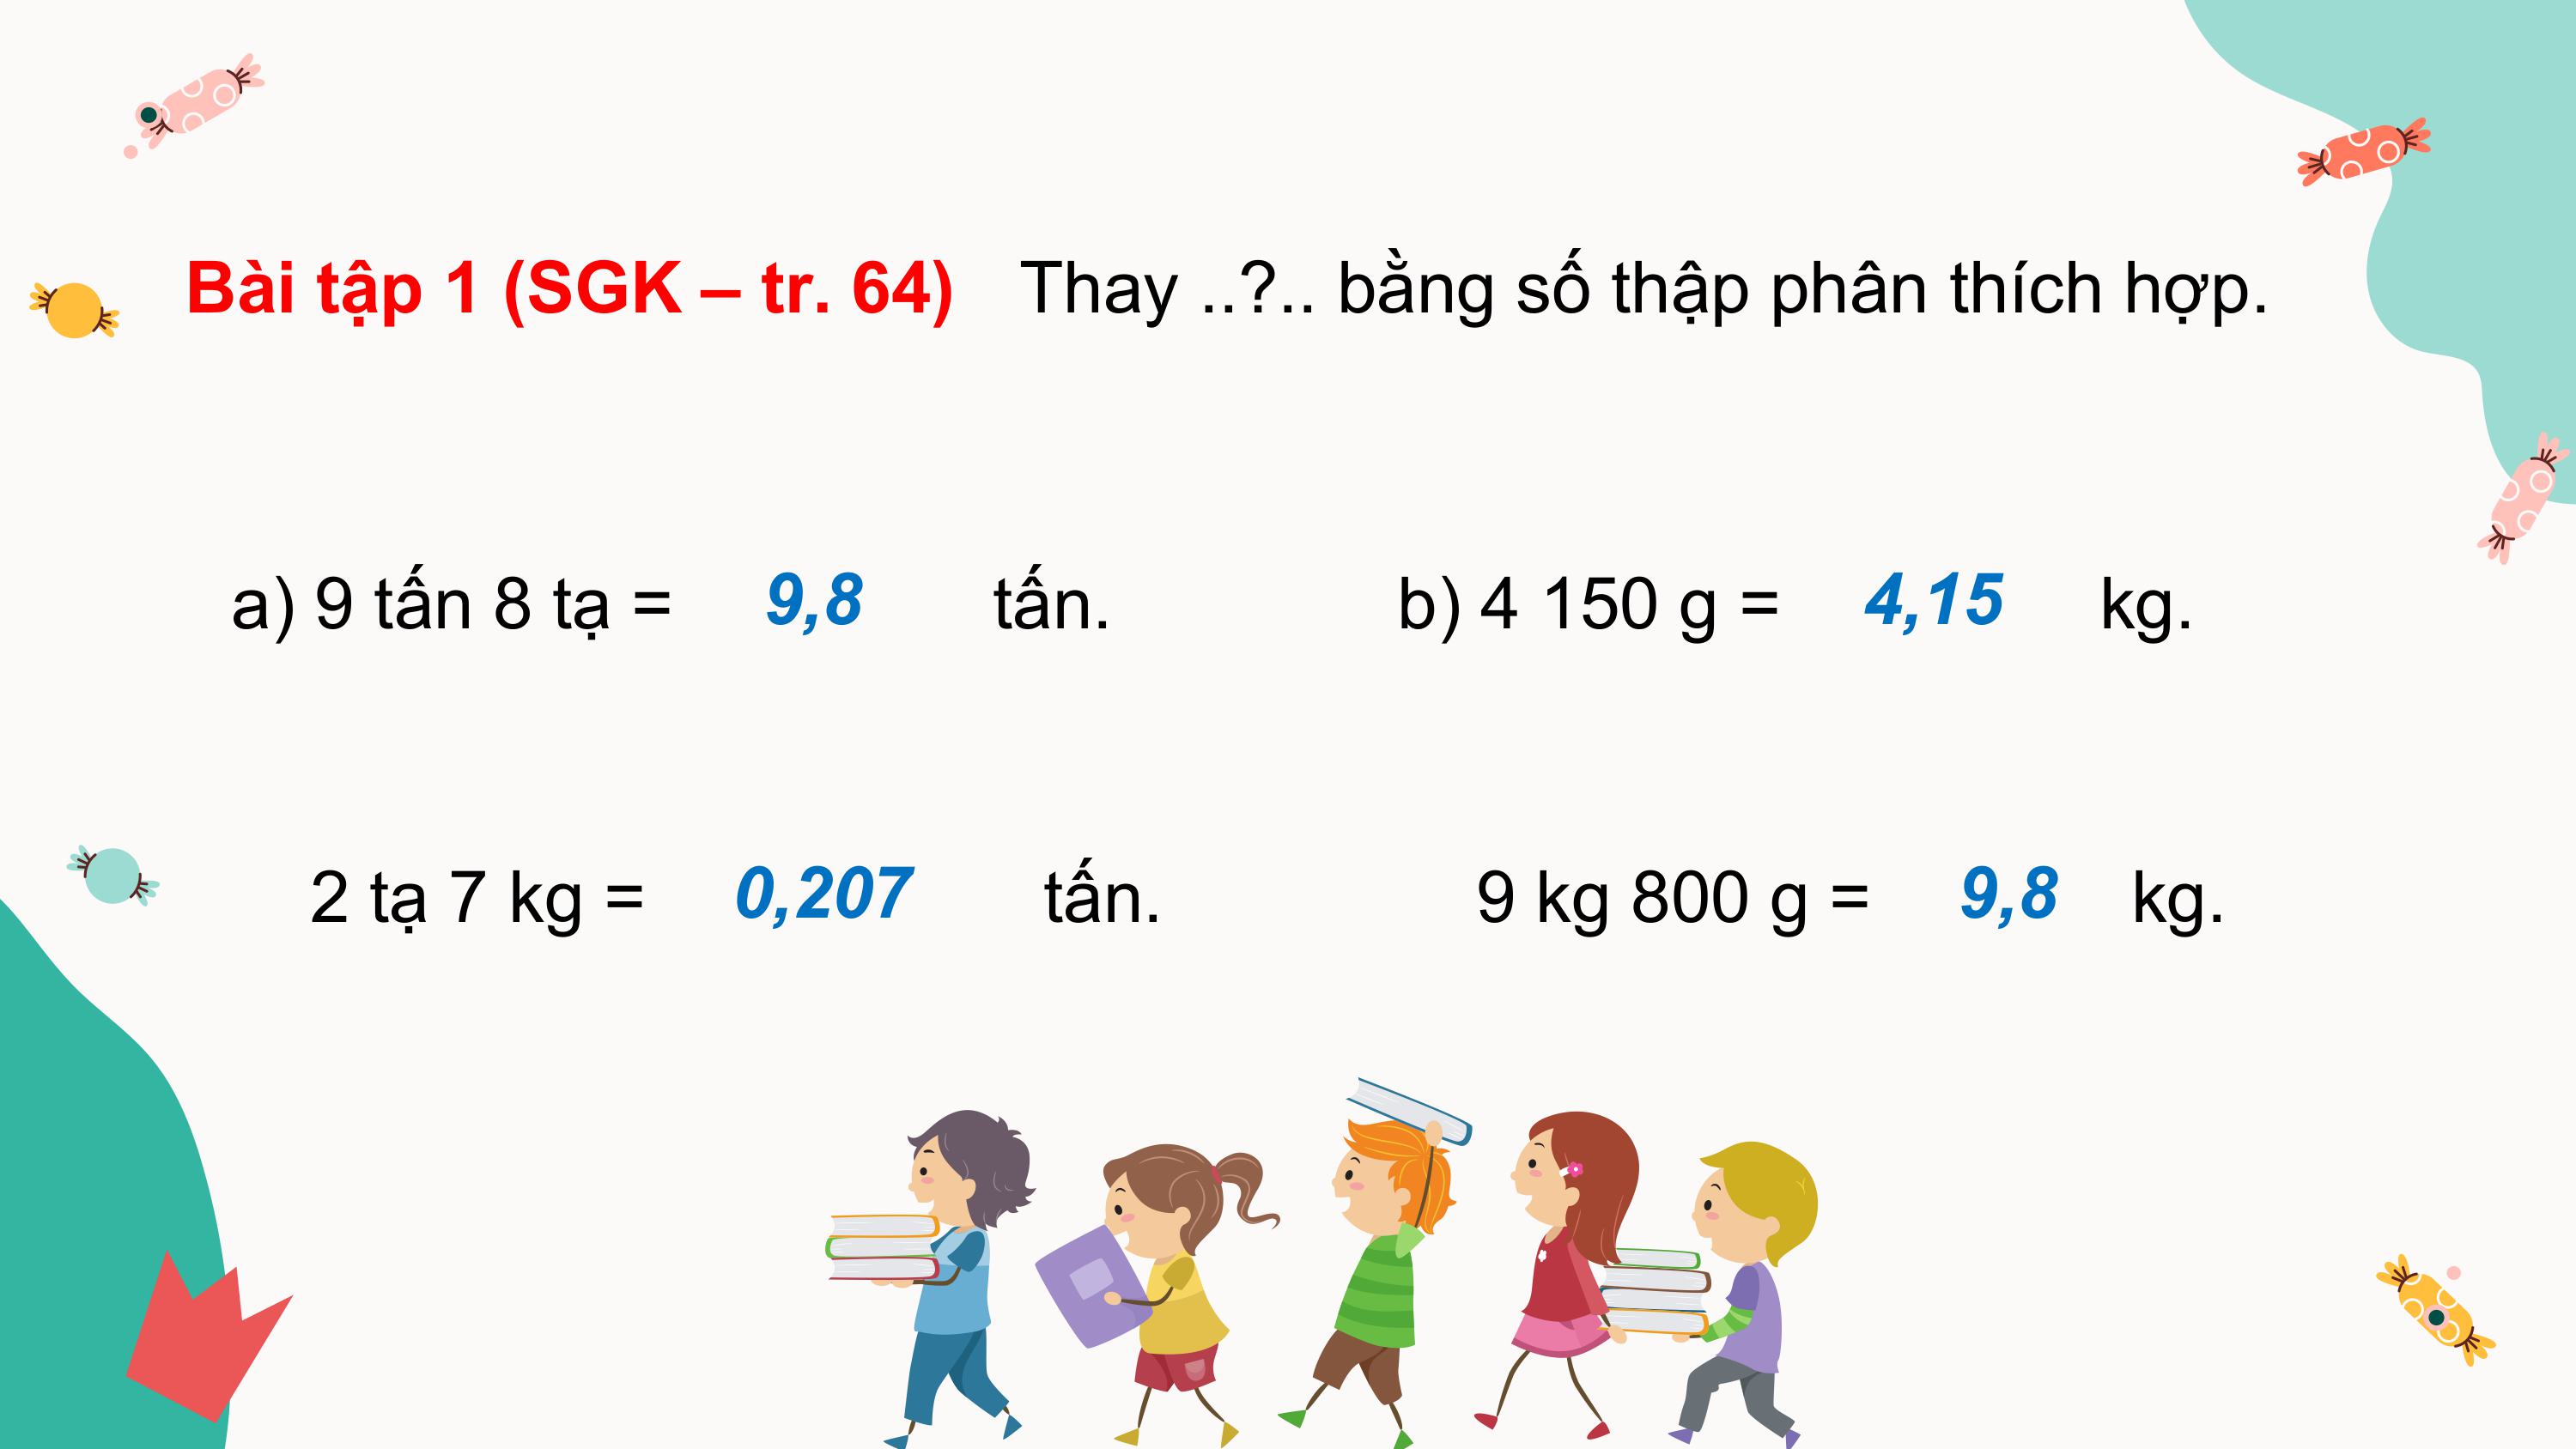 Bài tập 1 (SGK – tr. 64) Thay ..?.. bằng số thập phân thích hợp.
a) 9 tấn 8 tạ = 9,8 tấn. b) 4 150 g = 4,15 kg.
2 tạ 7 kg = 0,207 tấn. 9 kg 800 g = 9,8 kg.